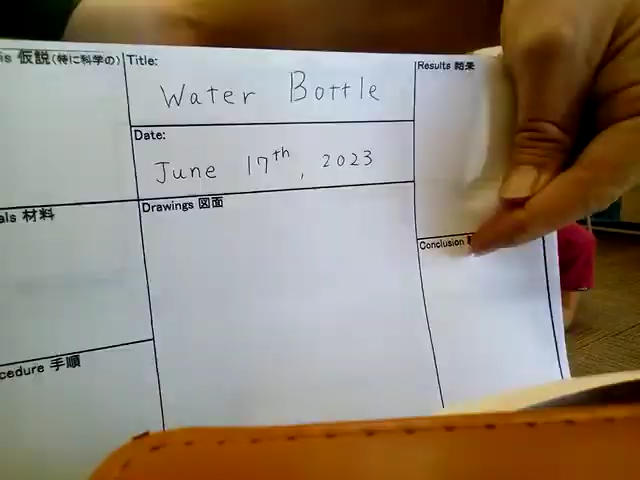 is 仮説(特に科学の)
Title:
Water Bottle
Results 結果
Date:
June 17th, 2023
als 材料
Drawings 図面
Conclusion
cedure 手順